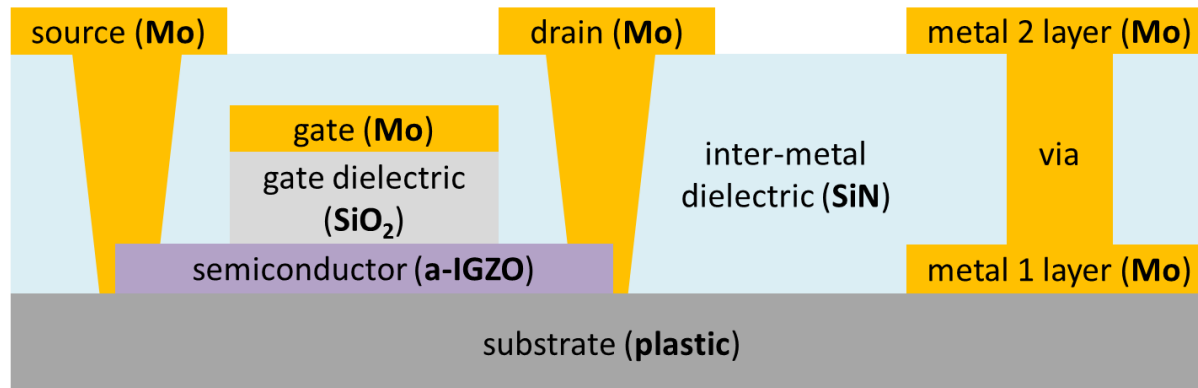 source (Mo)
drain (Mo)
metal 2 layer (Mo)
gate (Mo)
gate dielectric
(SiO₂)
inter-metal
dielectric (SiN)
via
semiconductor (a-IGZO)
metal 1 layer (Mo)
substrate (plastic)